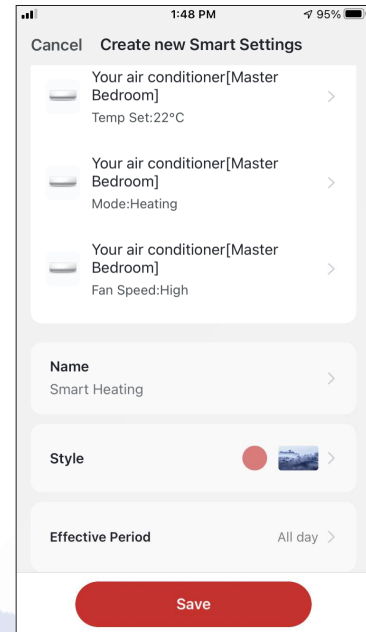 1:48 PM
95%
Cancel Create new Smart Settings
Your air conditioner[Master
Bedroom]
Temp Set:22°C
Your air conditioner[Master
Bedroom]
Mode:Heating
Your air conditioner[Master
Bedroom]
Fan Speed:High
Name
Smart Heating
Style
Effective Period All day
Save